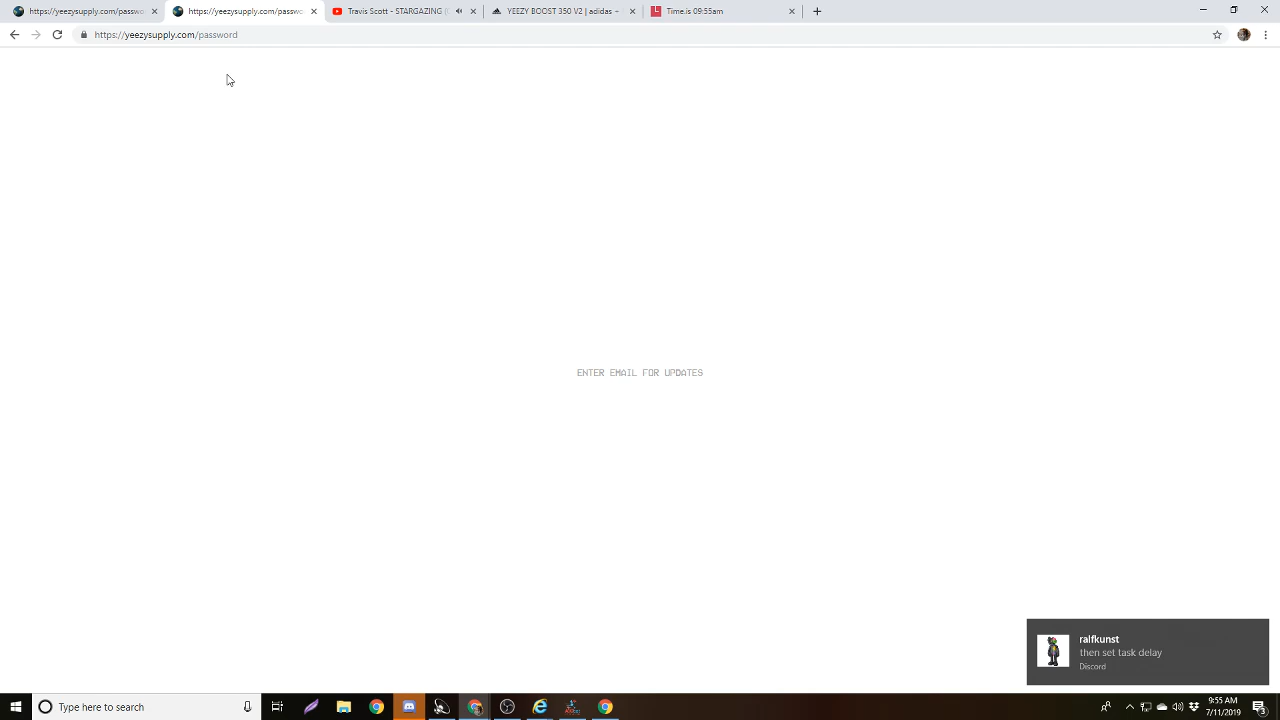 https://yeezysupply.com/passwo
https://yeezysupply.com/passwo
Travis Scott - STARGAZING (
YEEZY BOOST 350 V2 | adidas -
Time.is 09:55am
https://yeezysupply.com/password
ENTER EMAIL FOR UPDATES
ralfkunst
then set task delay
Discord
Type here to search
9:55 AM
7/11/2019